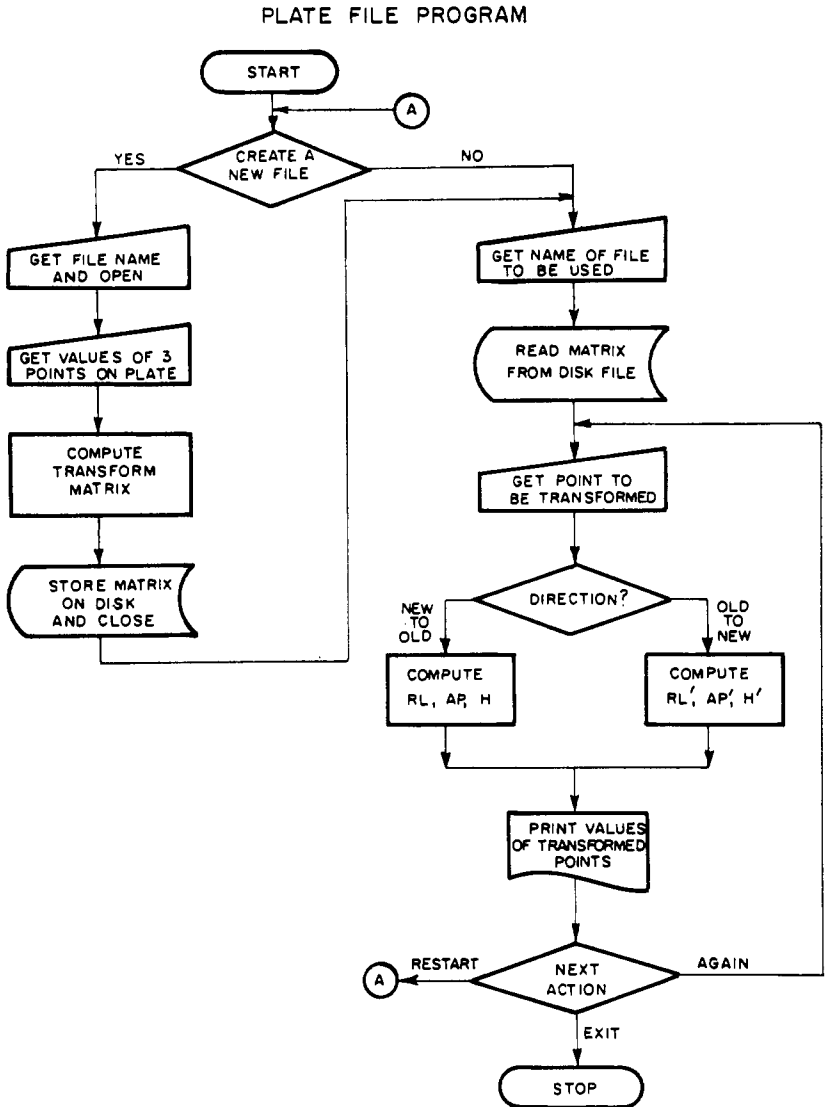 PLATE FILE PROGRAM
START
A
CREATE A
NEW FILE
YES
NO
GET FILE NAME
AND OPEN
GET VALUES OF 3
POINTS ON PLATE
COMPUTE
TRANSFORM
MATRIX
STORE MATRIX
ON DISK
AND CLOSE
GET NAME OF FILE
TO BE USED
READ MATRIX
FROM DISK FILE
GET POINT TO
BE TRANSFORMED
DIRECTION?
NEW
TO
OLD
OLD
TO
NEW
COMPUTE
RL, AP, H
COMPUTE
RL', AP', H'
PRINT VALUES
OF TRANSFORMED
POINTS
NEXT
ACTION
RESTART
A
AGAIN
EXIT
STOP